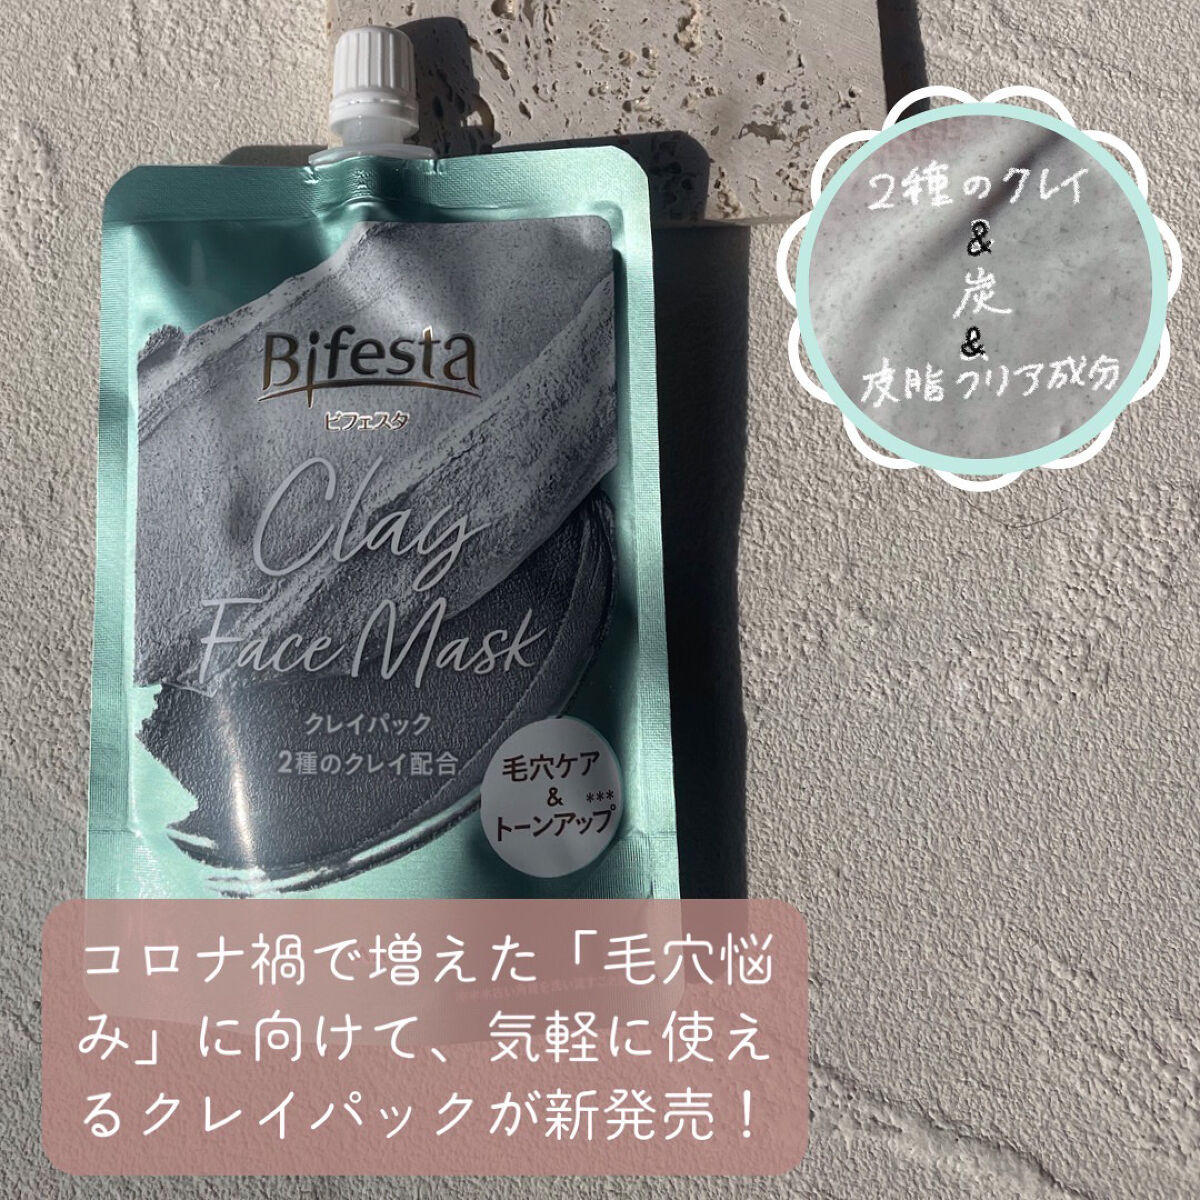 2種のクレイ
&
炭
&
皮脂クリア成分
Bifesta
ビフェスタ
Clay
Face Mask
クレイパック
2種のクレイ配合
毛穴ケア
&
***
トーンアップ
コロナ禍で増えた「毛穴悩
み」に向けて、気軽に使え
るクレイパックが新発売！